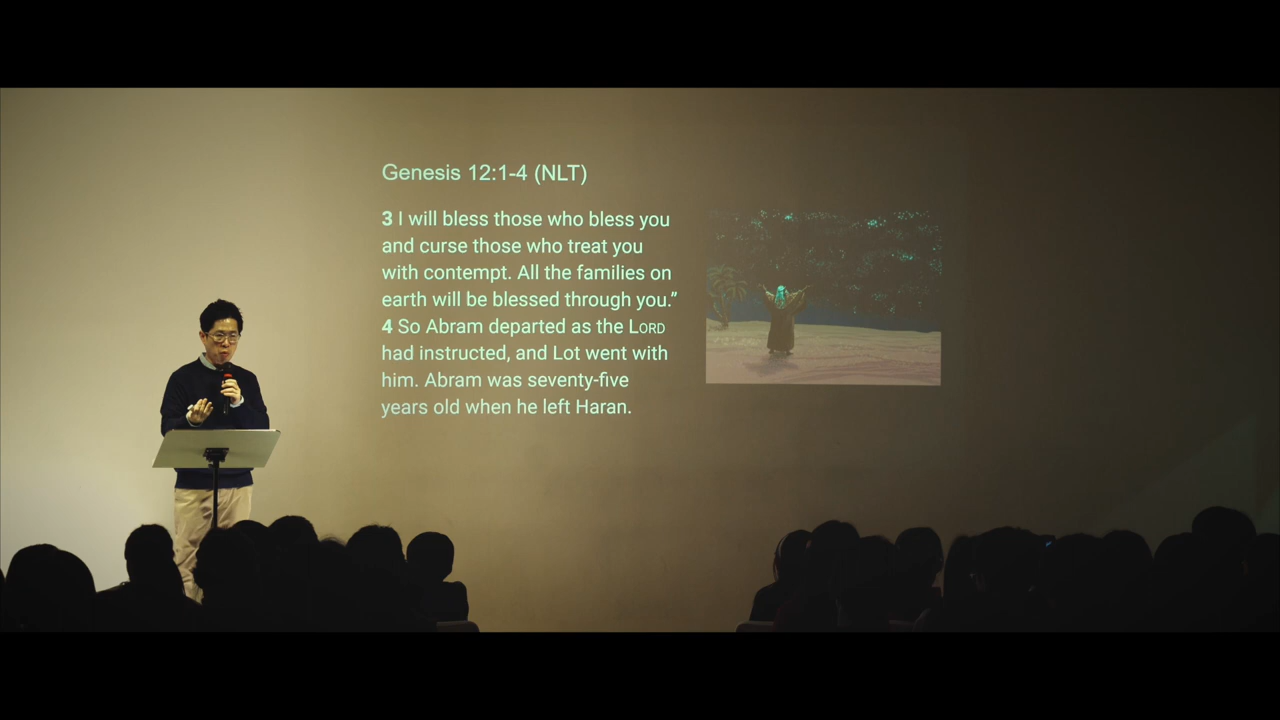 Genesis 12:1-4 (NLT)
3 I will bless those who bless you
and curse those who treat you
with contempt. All the families on
earth will be blessed through you.”
4 So Abram departed as the LORD
had instructed, and Lot went with
him. Abram was seventy-five
years old when he left Haran.